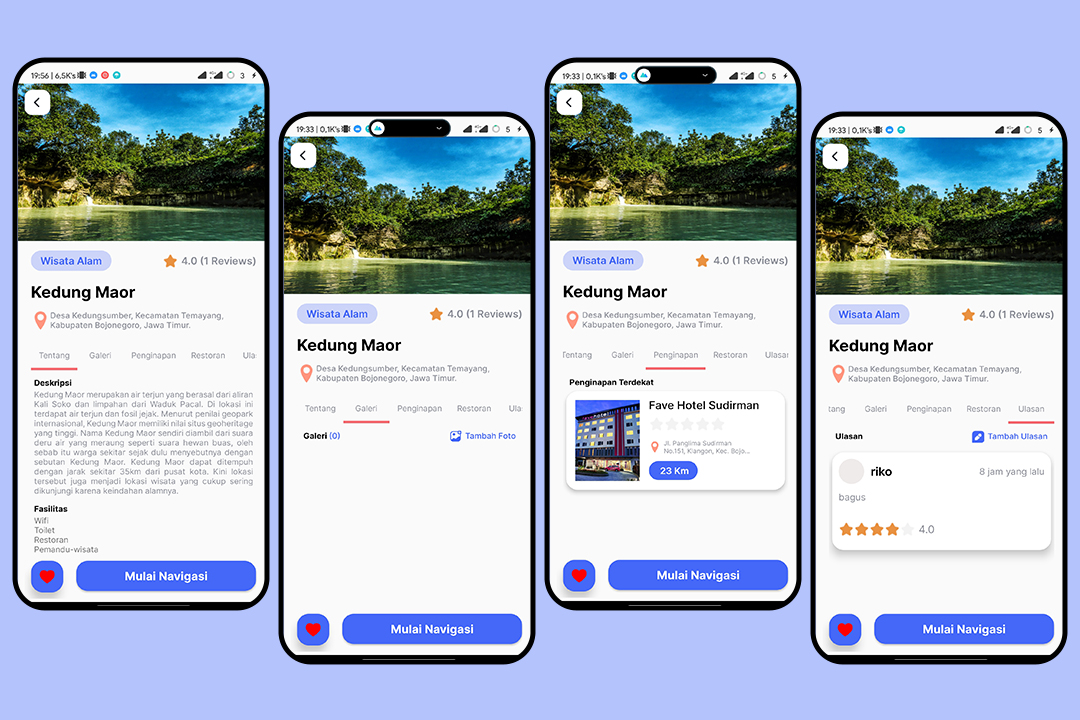 19:56 | 6,5K's
3
Wisata Alam
4.0 (1 Reviews)
Kedung Maor
Desa Kedungsumber, Kecamatan Temayang,
Kabupaten Bojonegoro, Jawa Timur.
Tentang Galeri Penginapan Restoran Ula
Deskripsi
Kedung Maor merupakan air terjun yang berasal dari aliran
Kali Soko dan limpahan dari Waduk Pacal. Di lokasi ini
terdapat air terjun dan fosil jejak. Menurut penilai geopark
internasional, Kedung Maor memiliki nilai situs geoheritage
yang tinggi. Nama Kedung Maor sendiri diambil dari suara
deru air yang meraung seperti suara hewan buas, oleh
sebab itu warga sekitar sejak dulu menyebutnya dengan
sebutan Kedung Maor. Kedung Maor dapat ditempuh
dengan jarak sekitar 35km dari pusat kota. Kini lokasi
tersebut juga menjadi lokasi wisata yang cukup sering
dikunjungi karena keindahan alamnya.
Fasilitas
Wifi
Toilet
Restoran
Pemandu-wisata
Mulai Navigasi
19:33 | 0,1K's
5
Wisata Alam
4.0 (1 Reviews)
Kedung Maor
Desa Kedungsumber, Kecamatan Temayang,
Kabupaten Bojonegoro, Jawa Timur.
Tentang Galeri Penginapan Restoran Ula
Galeri (0)
Tambah Foto
Mulai Navigasi
19:33 | 0,1K's
5
Wisata Alam
4.0 (1 Reviews)
Kedung Maor
Desa Kedungsumber, Kecamatan Temayang,
Kabupaten Bojonegoro, Jawa Timur.
Tentang Galeri Penginapan Restoran Ulasan
Penginapan Terdekat
Fave Hotel Sudirman
Jl. Panglima Sudirman
No.151, Klangon, Kec. Bojo...
23 Km
Mulai Navigasi
19:33 | 0,1K's
5
Wisata Alam
4.0 (1 Reviews)
Kedung Maor
Desa Kedungsumber, Kecamatan Temayang,
Kabupaten Bojonegoro, Jawa Timur.
tang Galeri Penginapan Restoran Ulasan
Ulasan
Tambah Ulasan
riko
8 jam yang lalu
bagus
4.0
Mulai Navigasi